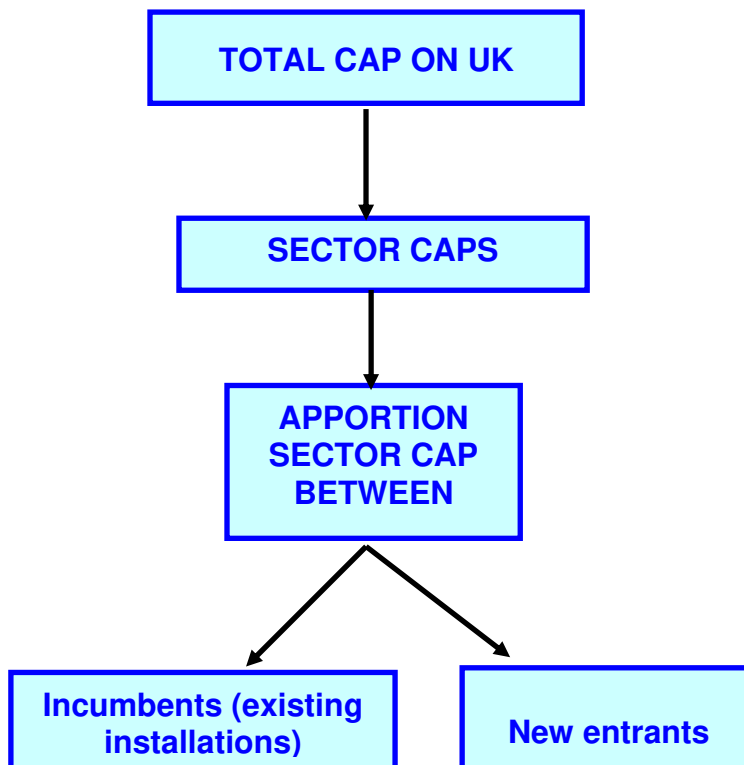 TOTAL CAP ON UK
SECTOR CAPS
APPORTION
SECTOR CAP
BETWEEN
Incumbents (existing
installations)
New entrants